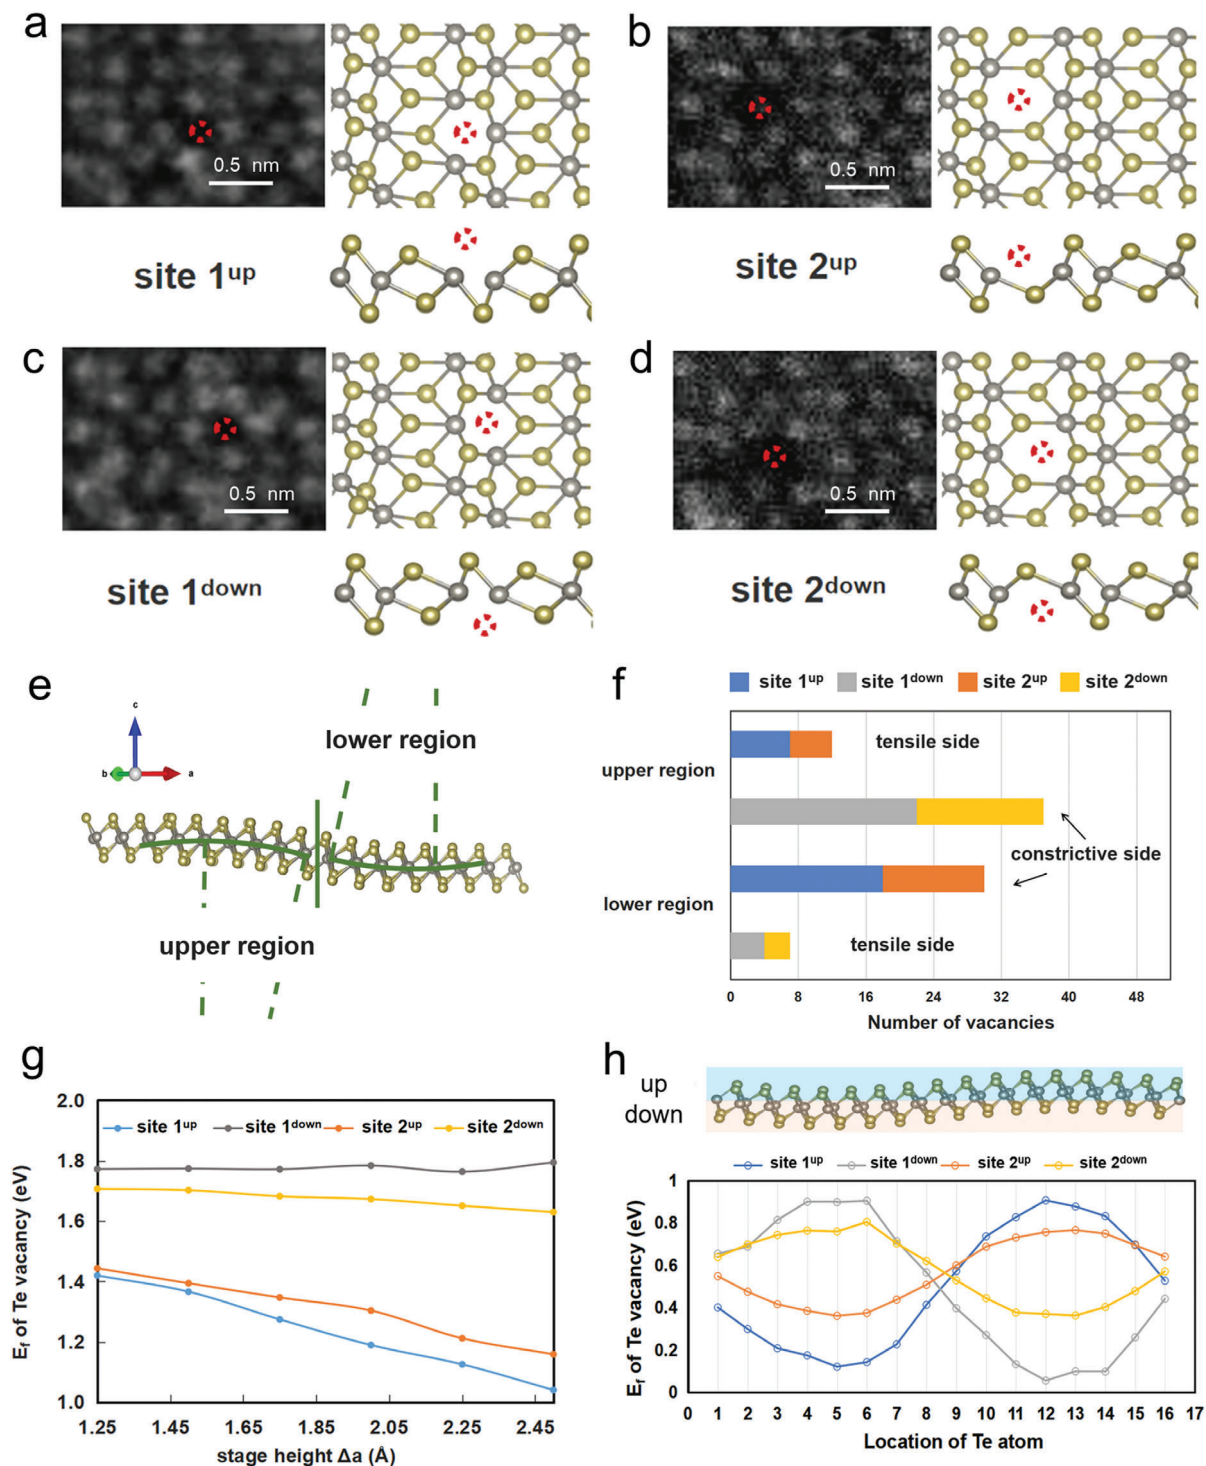 a
0.5 nm
site 1up
b
0.5 nm
site 2up
c
0.5 nm
site 1down
d
0.5 nm
site 2down
e
c
b
a
lower region
upper region
f
site 1up site 1down site 2up site 2down
tensile side
upper region
constrictive side
lower region
tensile side
0 8 16 24 32 40 48
Number of vacancies
g
2.0
site 1up site 1down site 2up site 2down
1.8
1.6
1.4
1.2
1.0
Ef of Te vacancy (eV)
1.25 1.45 1.65 1.85 2.05 2.25 2.45
stage height Δa (Å)
h
up
down
site 1up site 1down site 2up site 2down
1
0.8
0.6
0.4
0.2
0
Ef of Te vacancy (eV)
0 1 2 3 4 5 6 7 8 9 10 11 12 13 14 15 16 17
Location of Te atom